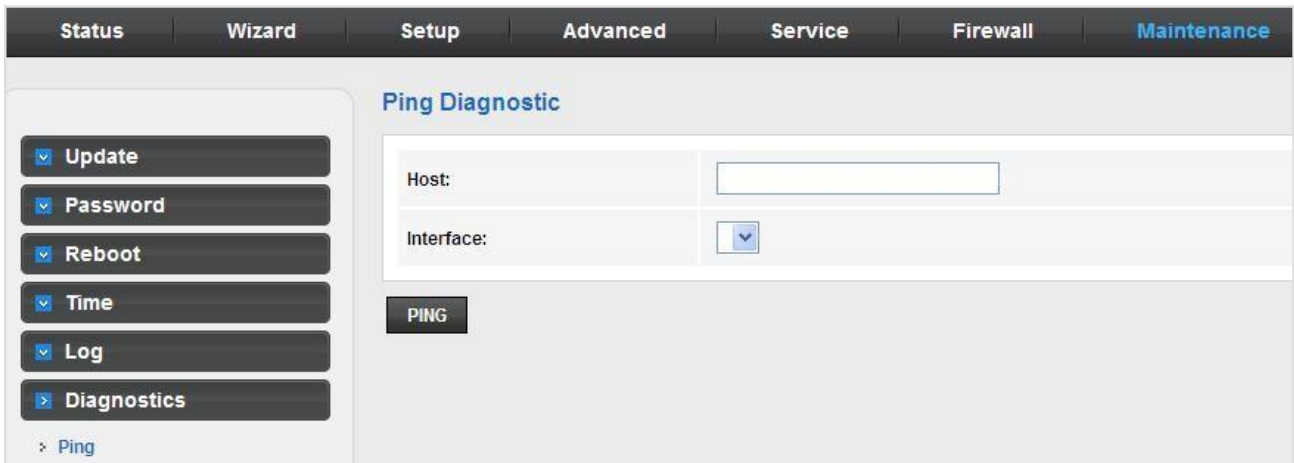 Status Wizard Setup Advanced Service Firewall Maintenance
Ping Diagnostic
Update
Password
Reboot
Time
Log
Diagnostics
Ping
Host:
Interface:
PING